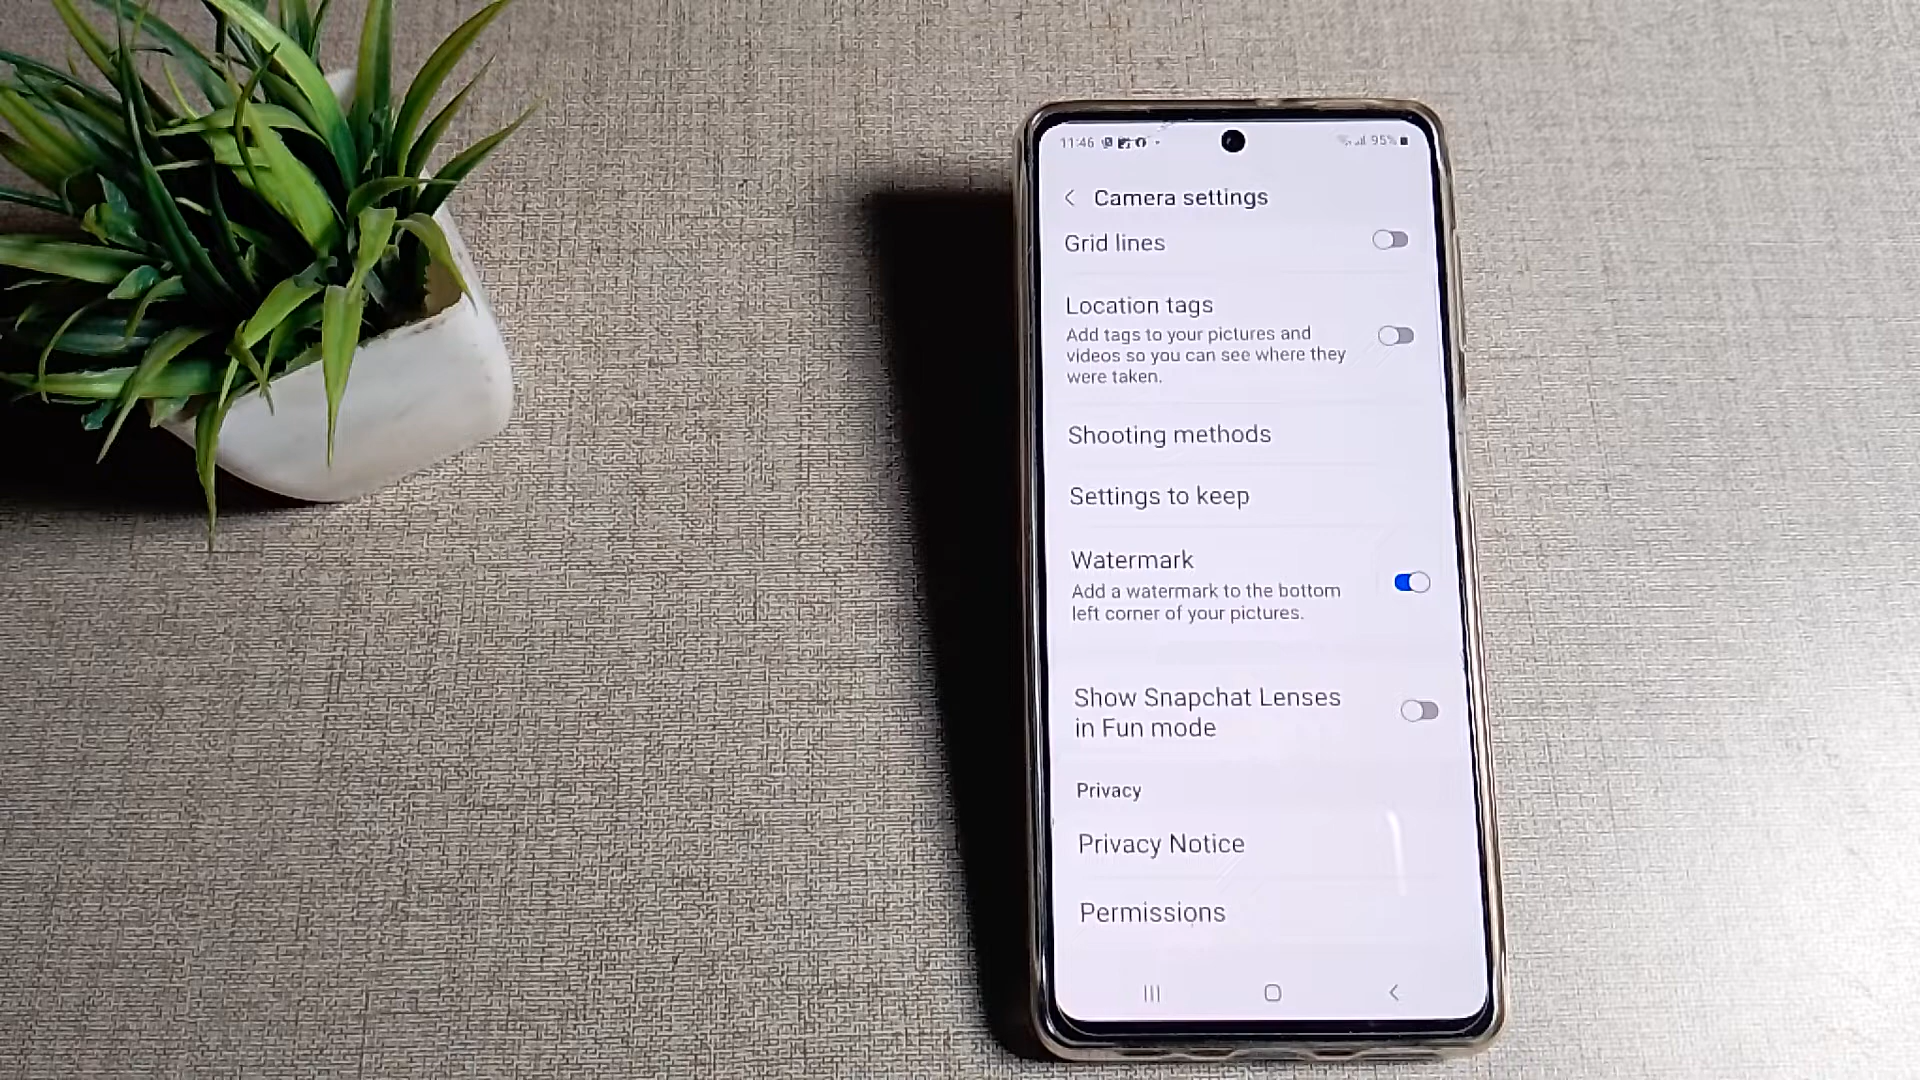 11:46 95%
Camera settings
Grid lines
Location tags
Add tags to your pictures and
videos so you can see where they
were taken.
Shooting methods
Settings to keep
Watermark
Add a watermark to the bottom
left corner of your pictures.
Show Snapchat Lenses
in Fun mode
Privacy
Privacy Notice
Permissions